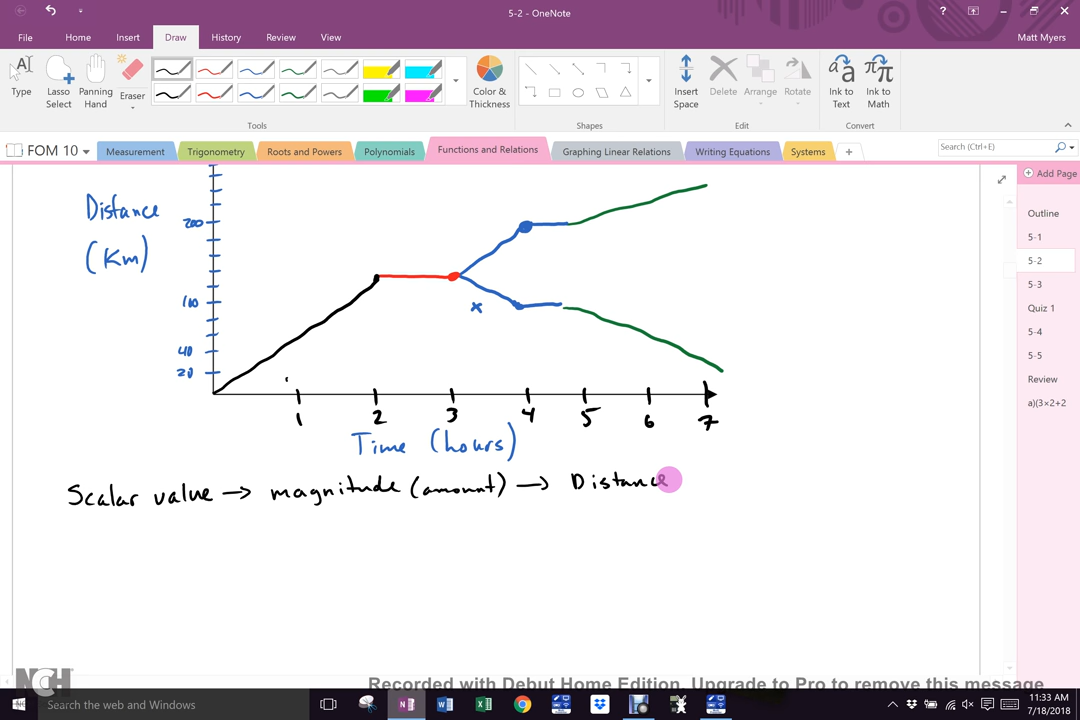 5-2 - OneNote
?
File Home Insert Draw History Review View
Matt Myers
Type
Lasso Select
Panning Hand
Eraser
Color & Thickness
Insert Space
Delete
Arrange
Rotate
Ink to Text
Ink to Math
Tools
Shapes
Edit
Convert
FOM 10
Measurement
Trigonometry
Roots and Powers
Polynomials
Functions and Relations
Graphing Linear Relations
Writing Equations
Systems
Search (Ctrl+E)
Add Page
Outline
5-1
5-2
5-3
Quiz 1
5-4
5-5
Review
a)(3×2+2
Distance
(Km)
200
100
40
20
x
1 2 3 4 5 6 7
Time (hours)
Scalar value → magnitude (amount) → Distance
NCH
Recorded with Debut Home Edition. Upgrade to Pro to remove this message
Search the web and Windows
11:33 AM
7/18/2018